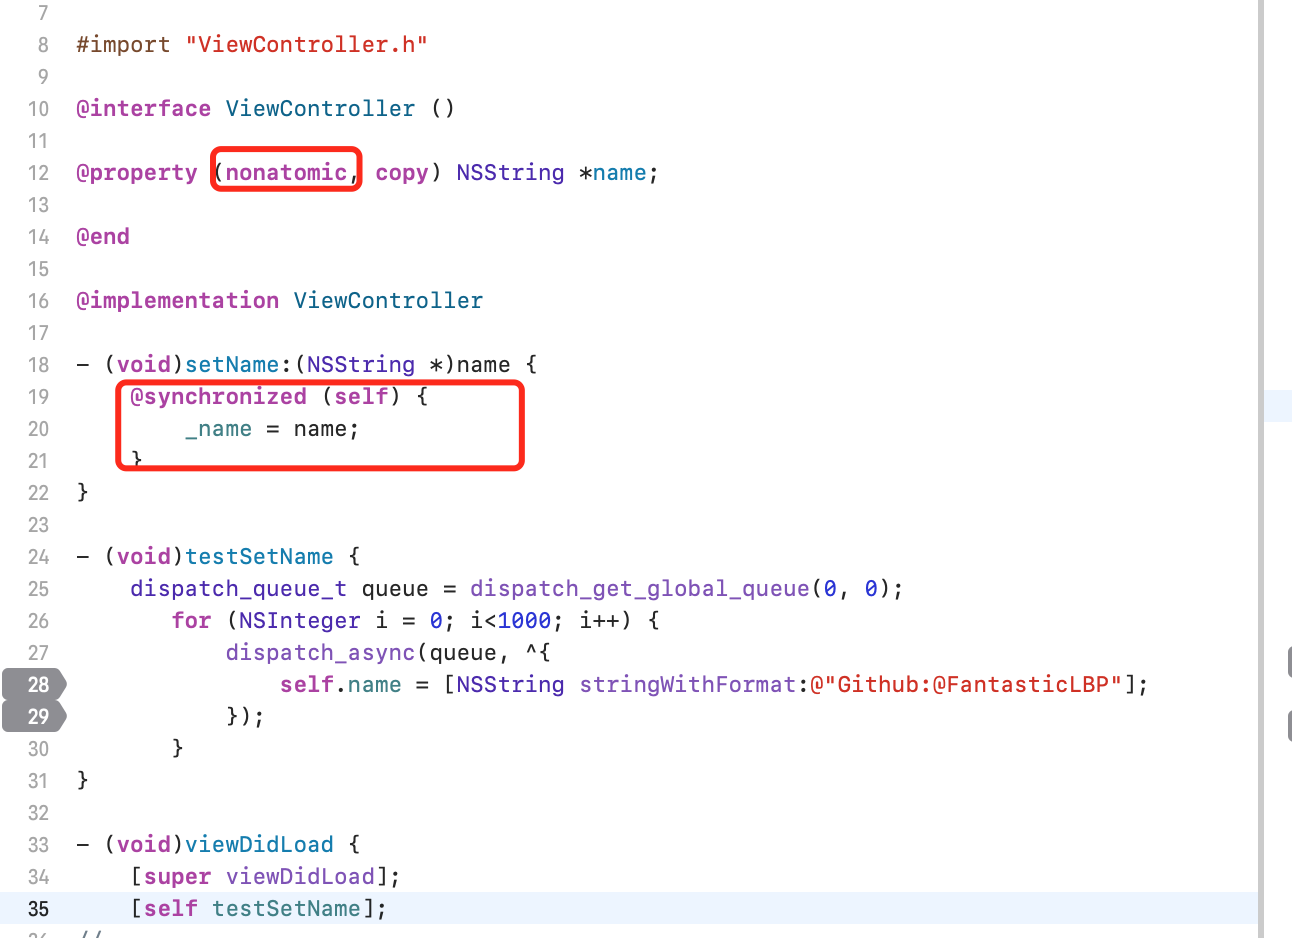 7
8 #import "ViewController.h"
9
10 @interface ViewController ()
11
12 @property (nonatomic, copy) NSString *name;
13
14 @end
15
16 @implementation ViewController
17
18 - (void)setName:(NSString *)name {
19 @synchronized (self) {
20 _name = name;
21 }
22 }
23
24 - (void)testSetName {
25 dispatch_queue_t queue = dispatch_get_global_queue(0, 0);
26 for (NSInteger i = 0; i<1000; i++) {
27 dispatch_async(queue, ^{
28 self.name = [NSString stringWithFormat:@"Github:@FantasticLBP"];
29 });
30 }
31 }
32
33 - (void)viewDidLoad {
34 [super viewDidLoad];
35 [self testSetName];
//